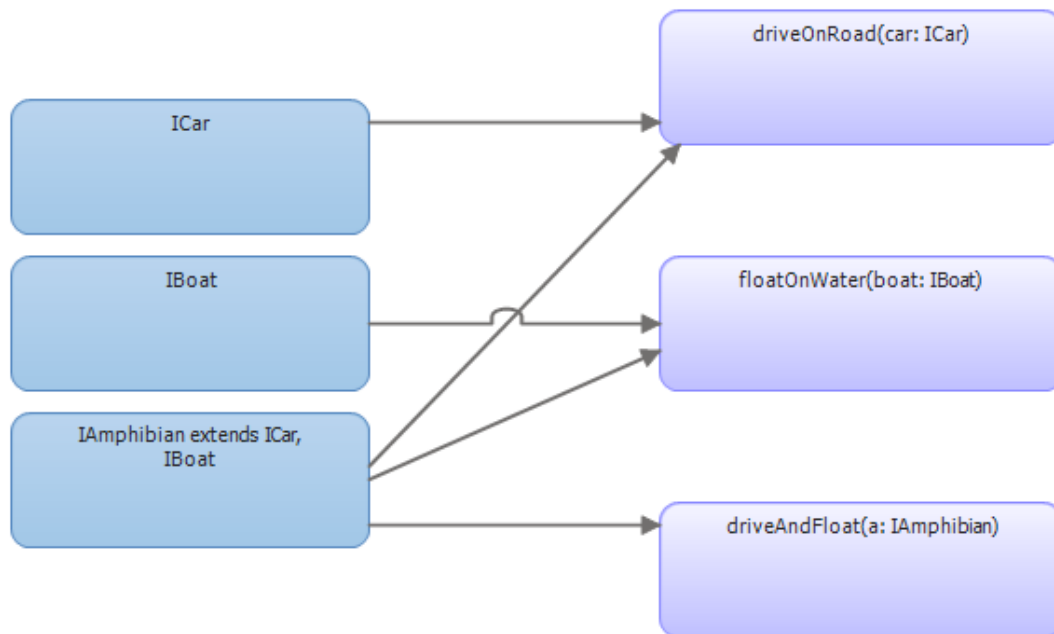 driveOnRoad(car: ICar)
ICar
IBoat
floatOnWater(boat: IBoat)
IAmphibian extends ICar,
IBoat
driveAndFloat(a: IAmphibian)